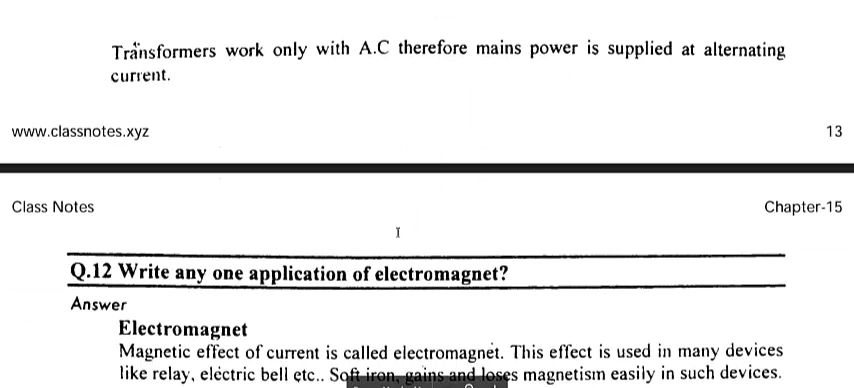 Transformers work only with A.C therefore mains power is supplied at alternating
current.
www.classnotes.xyz 13
Class Notes Chapter-15
Q.12 Write any one application of electromagnet?
Answer
Electromagnet
Magnetic effect of current is called electromagnet. This effect is used in many devices
like relay, electric bell etc.. Soft iron, gains and loses magnetism easily in such devices.